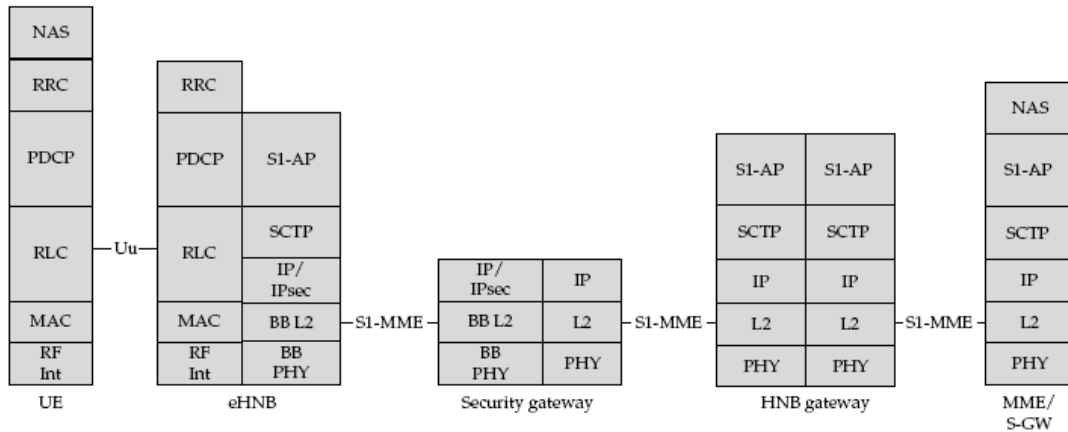 NAS
RRC
PDCP
RLC
MAC
RF
Int
UE
Uu
RRC
PDCP
RLC
MAC
RF
Int
S1-AP
SCTP
IP/
IPsec
BB L2
BB
PHY
eHNB
S1-MME
IP/
IPsec
BB L2
BB
PHY
IP
L2
PHY
Security gateway
S1-MME
S1-AP
SCTP
IP
L2
PHY
S1-AP
SCTP
IP
L2
PHY
HNB gateway
S1-MME
NAS
S1-AP
SCTP
IP
L2
PHY
MME/
S-GW